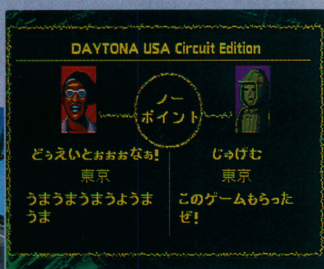 DAYTONA USA Circuit Edition
ノー
ポイント
どぅえいとぉぉぉなぁ!
東京
うまうまうまうようま
うま
じゅげむ
東京
このゲームもらった
ぜ!